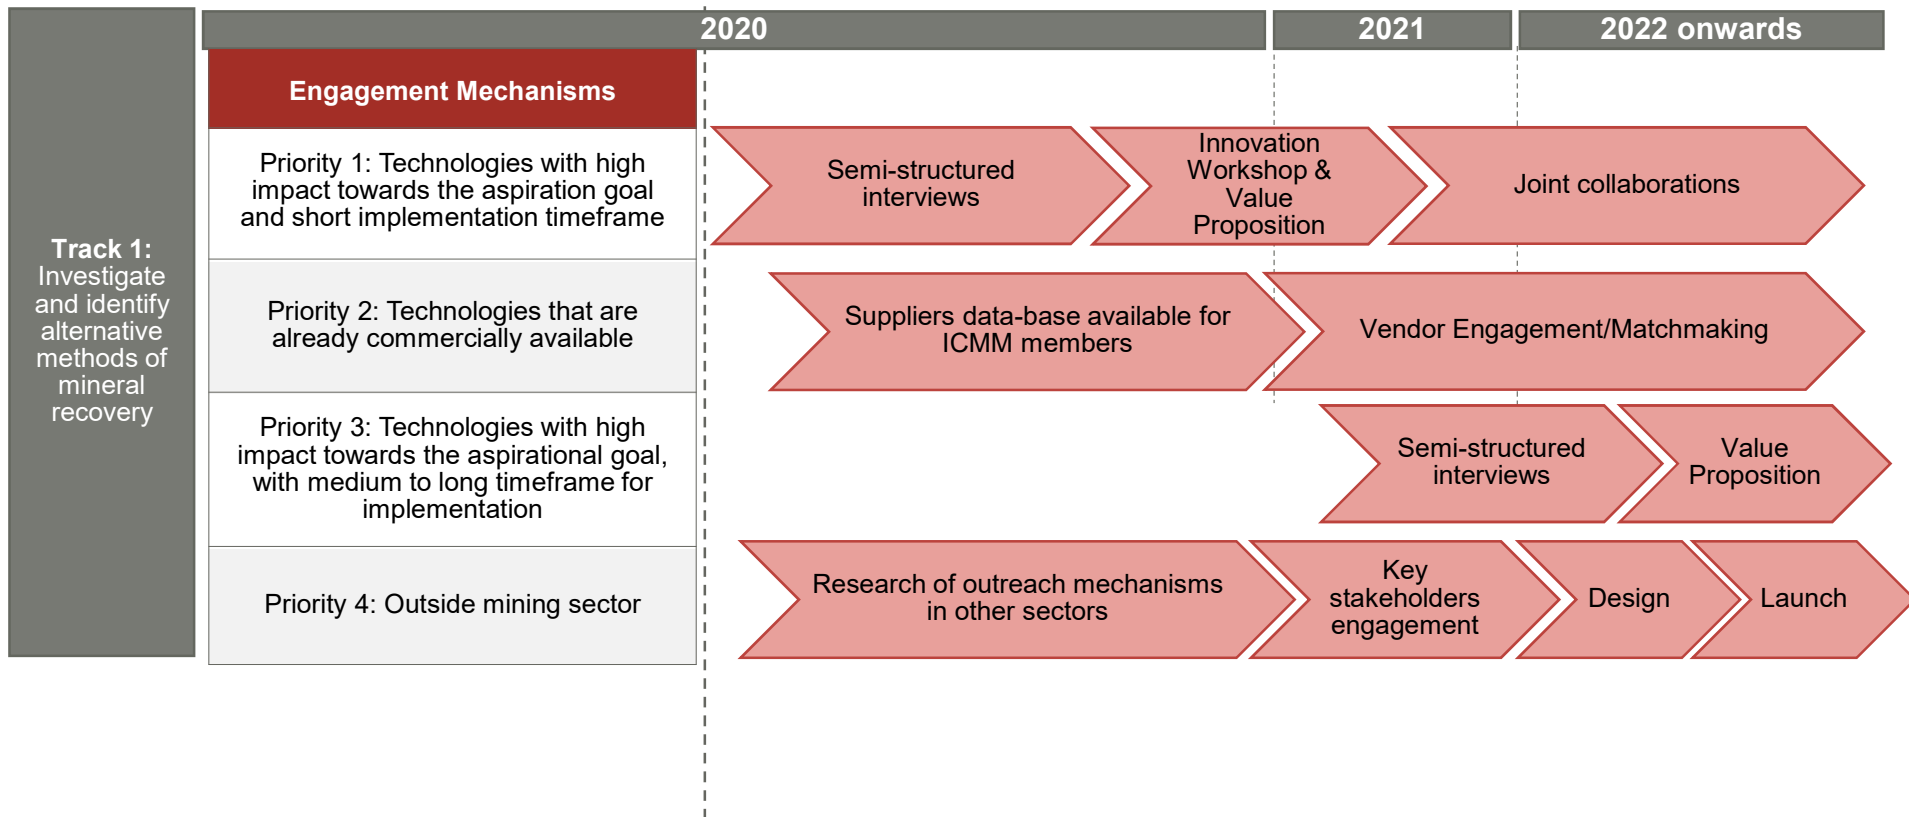 2020
2021
2022 onwards
Track 1:
Investigate
and identify
alternative
methods of
mineral
recovery
Engagement Mechanisms
Priority 1: Technologies with high
impact towards the aspiration goal
and short implementation timeframe
Semi-structured
interviews
Innovation
Workshop &
Value
Proposition
Joint collaborations
Priority 2: Technologies that are
already commercially available
Suppliers data-base available for
ICMM members
Vendor Engagement/Matchmaking
Priority 3: Technologies with high
impact towards the aspirational goal,
with medium to long timeframe for
implementation
Semi-structured
interviews
Value
Proposition
Priority 4: Outside mining sector
Research of outreach mechanisms
in other sectors
Key
stakeholders
engagement
Design
Launch